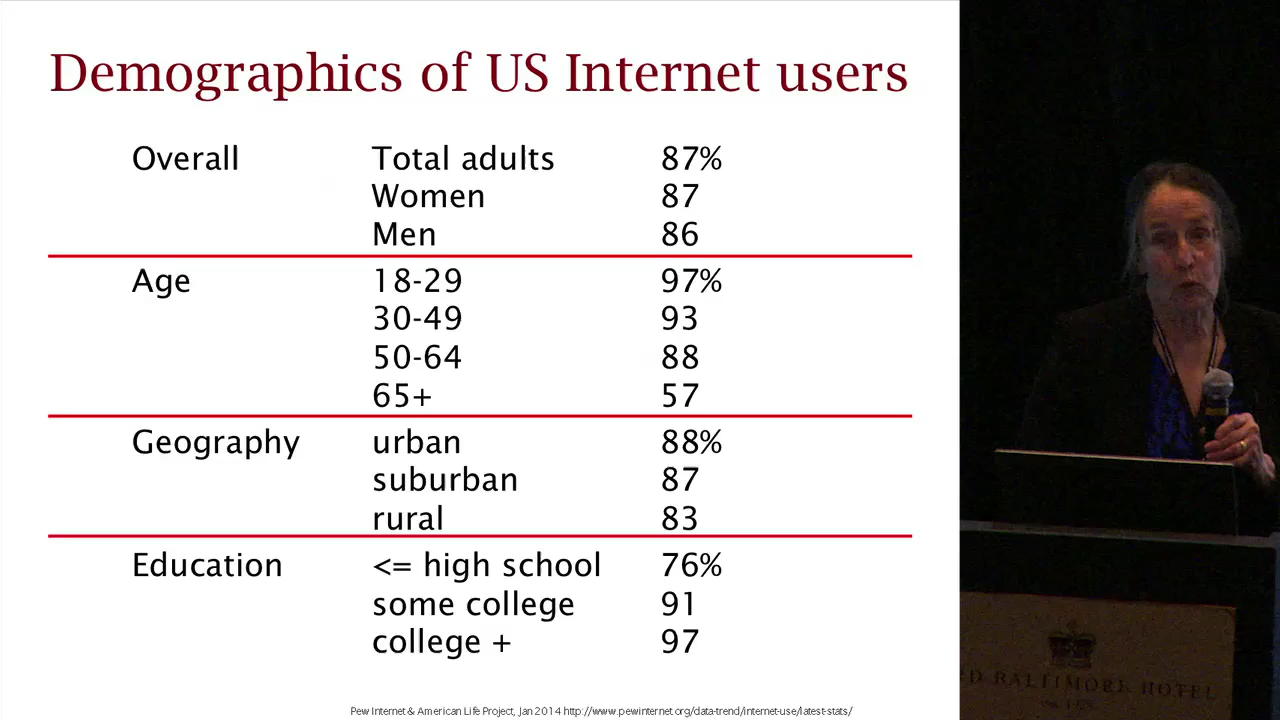 Demographics of US Internet users
Overall Total adults 87%
Women 87
Men 86
Age 18-29 97%
30-49 93
50-64 88
65+ 57
Geography urban 88%
suburban 87
rural 83
Education <= high school 76%
some college 91
college + 97
Pew Internet & American Life Project, Jan 2014 http://www.pewinternet.org/data-trend/internet-use/latest-stats/
BALTIMORE HOTEL